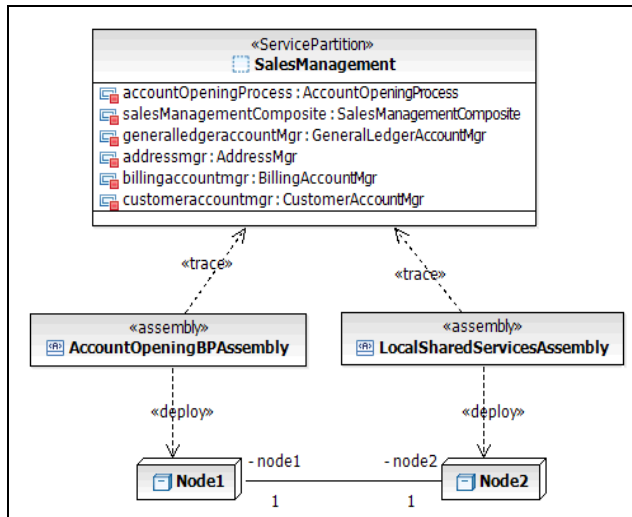 «ServicePartition»
SalesManagement
accountOpeningProcess : AccountOpeningProcess
salesManagementComposite : SalesManagementComposite
generalledgeraccountMgr : GeneralLedgerAccountMgr
addressmgr : AddressMgr
billingaccountmgr : BillingAccountMgr
customeraccountmgr : CustomerAccountMgr
«trace»
«trace»
«assembly»
AccountOpeningBPAssembly
«assembly»
LocalSharedServicesAssembly
«deploy»
«deploy»
Node1
- node1
1
- node2
1
Node2